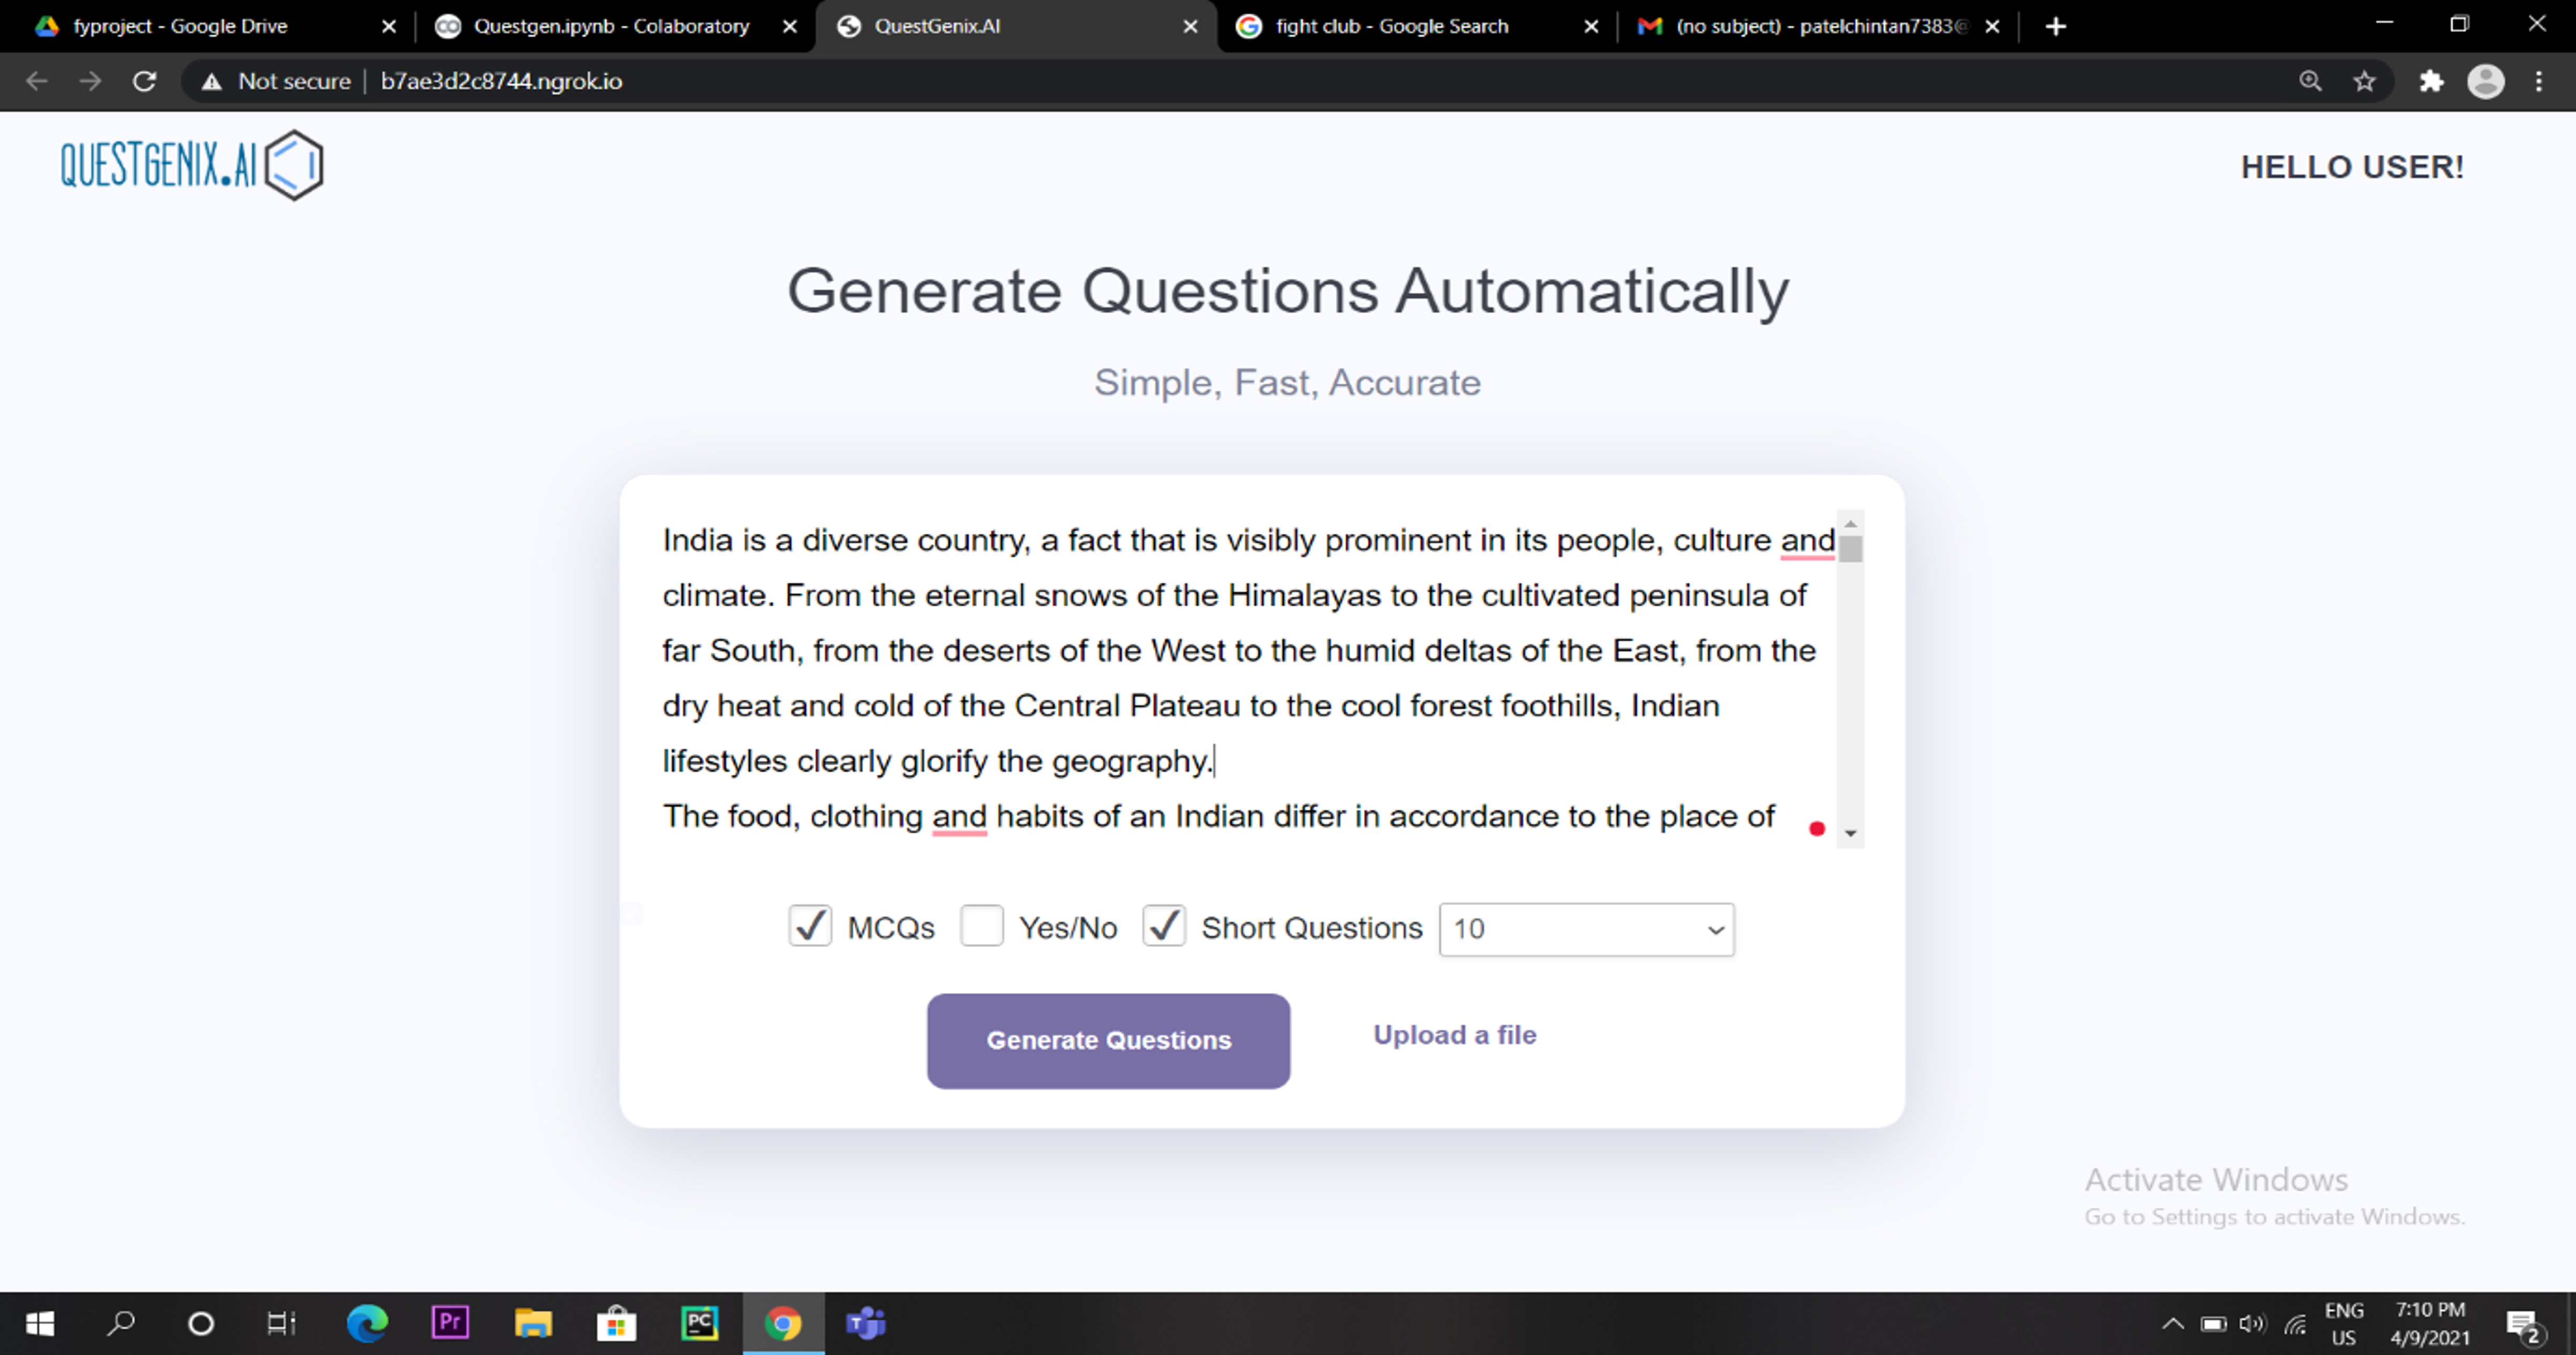 fyproject - Google Drive
Questgen.ipynb - Colaboratory
QuestGenix.AI
fight club - Google Search
(no subject) - patelchintan7383@
Not secure
b7ae3d2c8744.ngrok.io
QUESTGENIX.AI
HELLO USER!
Generate Questions Automatically
Simple, Fast, Accurate
India is a diverse country, a fact that is visibly prominent in its people, culture and
climate. From the eternal snows of the Himalayas to the cultivated peninsula of
far South, from the deserts of the West to the humid deltas of the East, from the
dry heat and cold of the Central Plateau to the cool forest foothills, Indian
lifestyles clearly glorify the geography.
The food, clothing and habits of an Indian differ in accordance to the place of
MCQs Yes/No Short Questions 10
Generate Questions
Upload a file
Activate Windows
Go to Settings to activate Windows.
Pr
PC
T
ENG
US
7:10 PM
4/9/2021
2